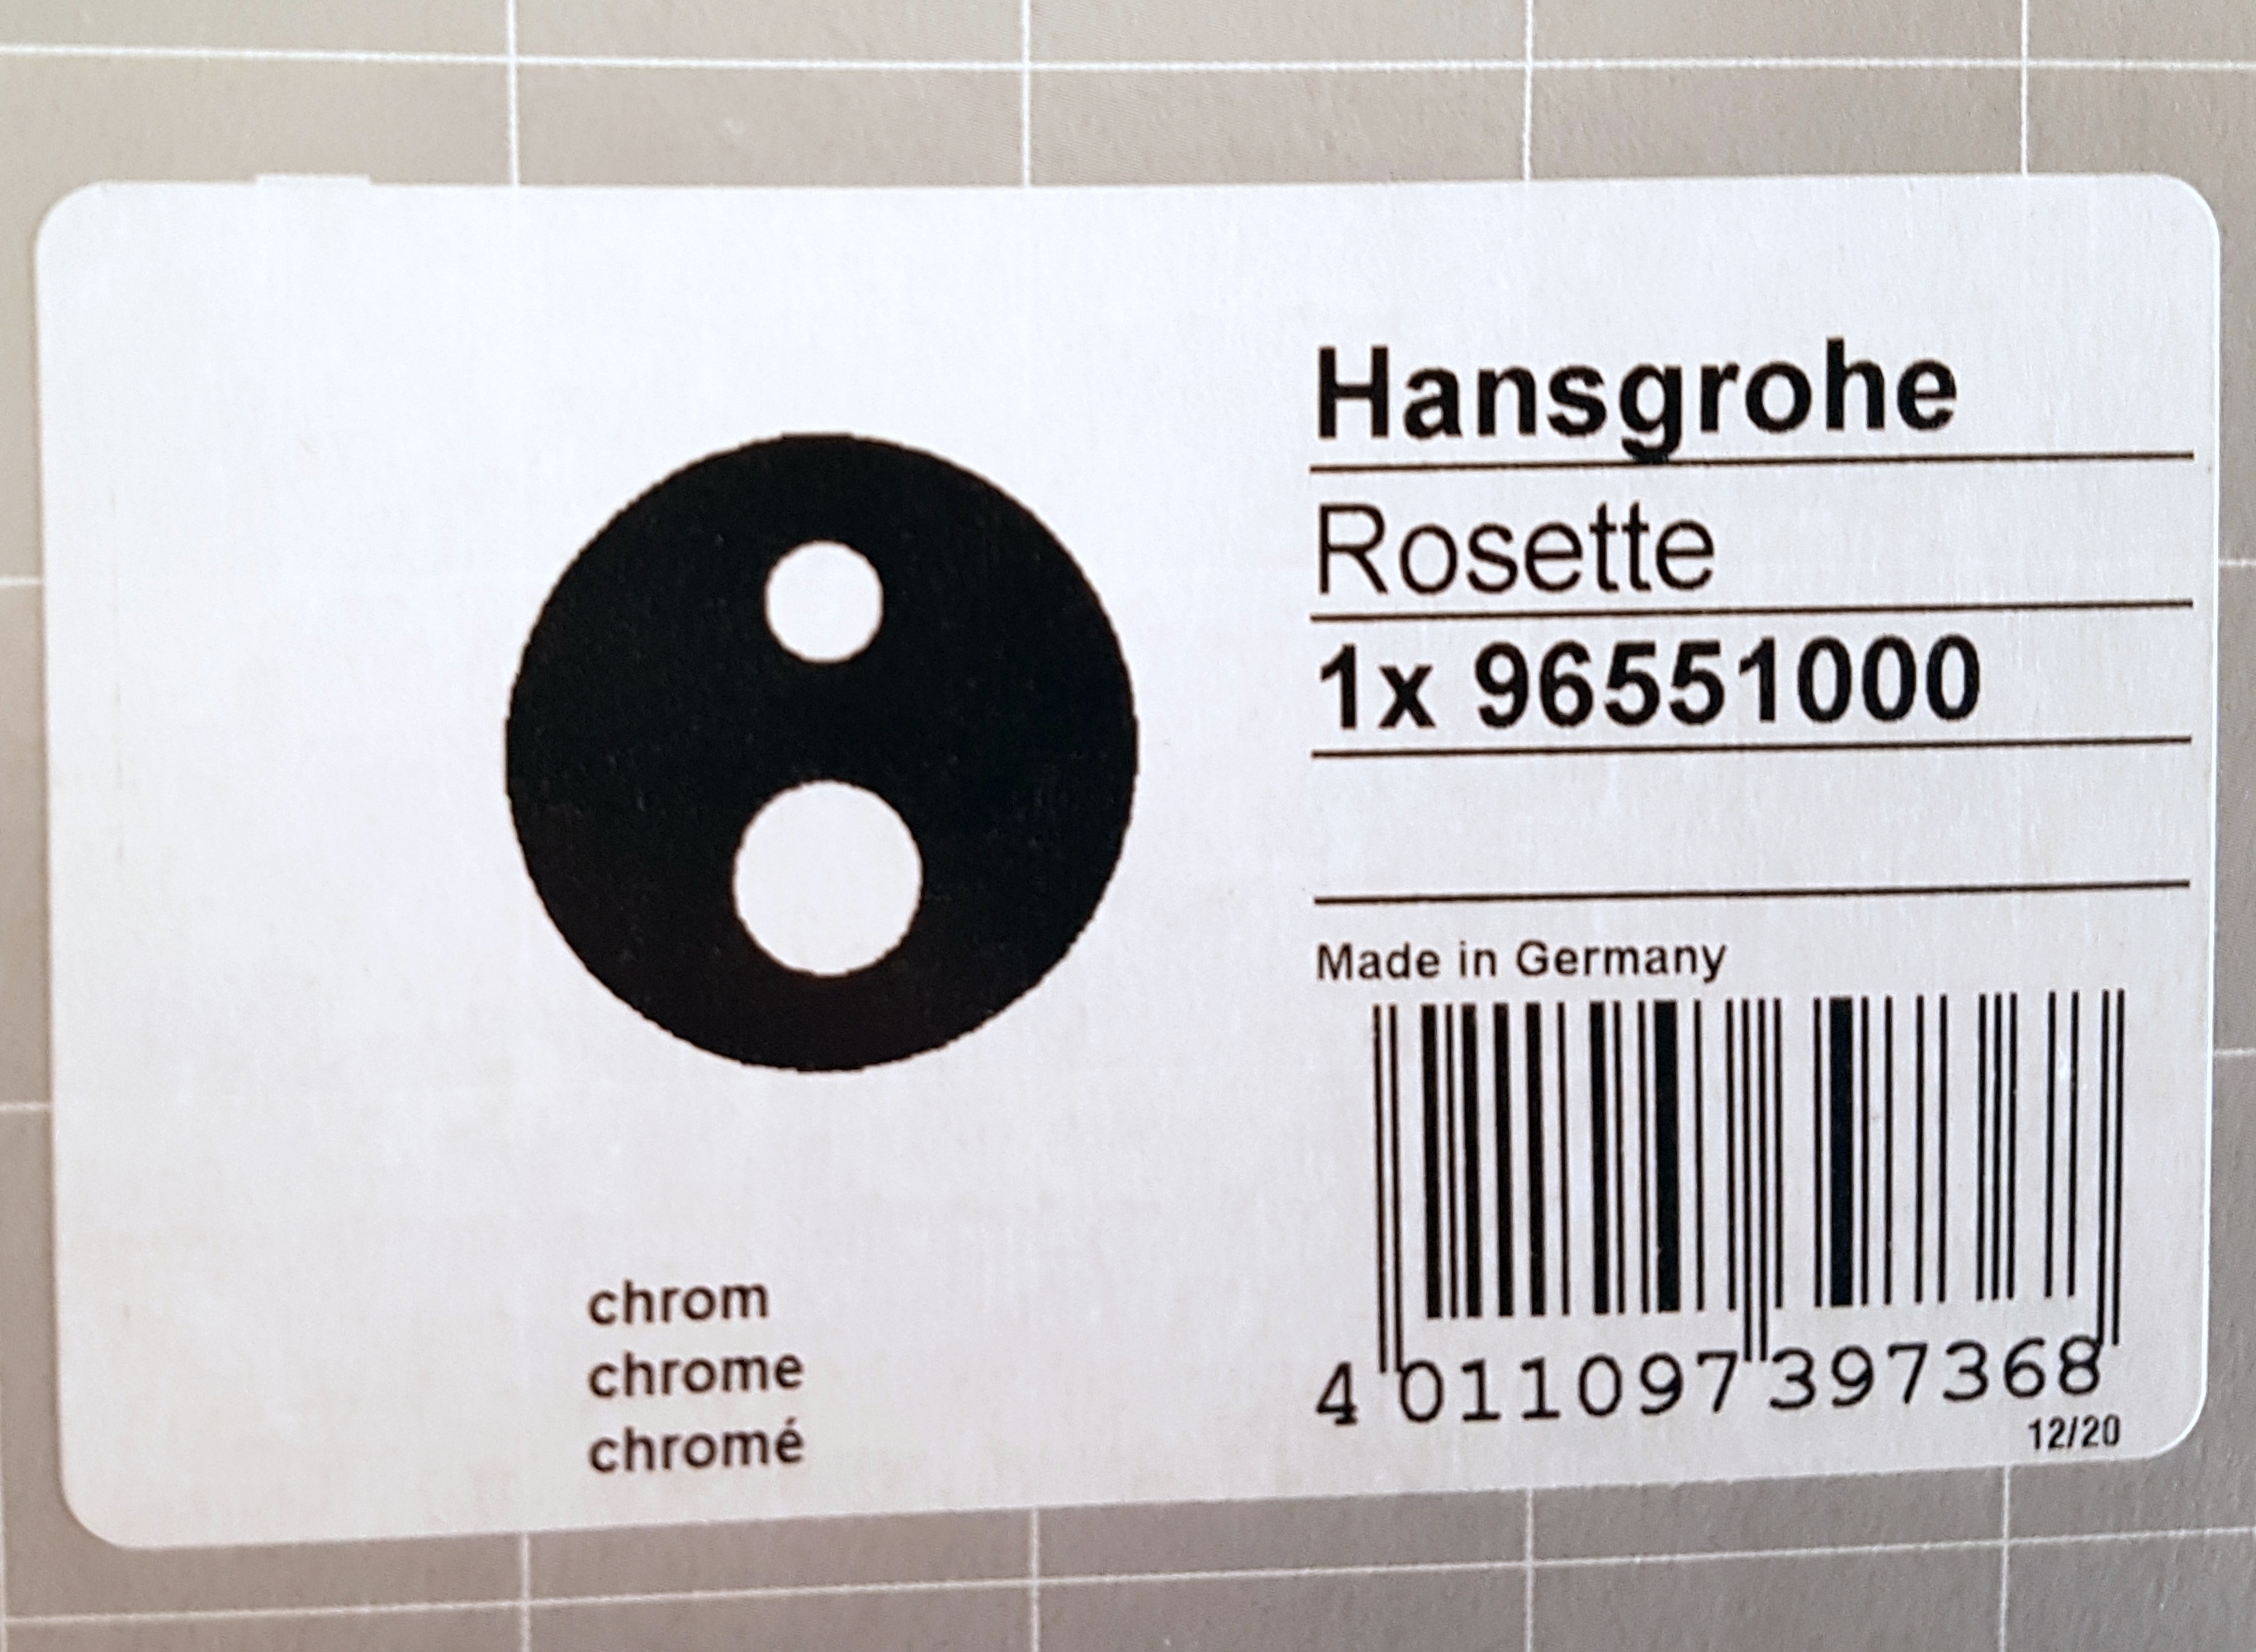 Hansgrohe
Rosette
1x 96551000
Made in Germany
4 011097 397368
12/20
chrom
chrome
chromé